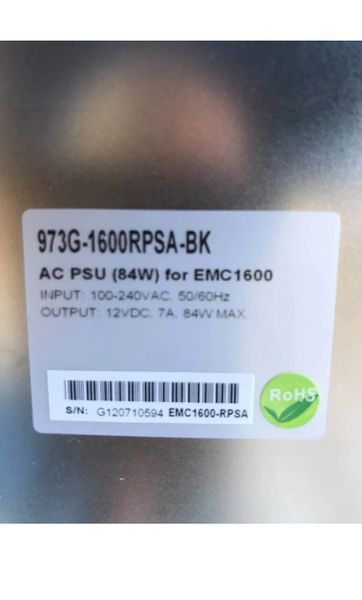 973G-1600RPSA-BK
AC PSU (84W) for EMC1600
INPUT: 100-240VAC, 50/60Hz
OUTPUT: 12VDC, 7A, 84W MAX.
S/N: G120710594 EMC1600-RPSA
RoHS